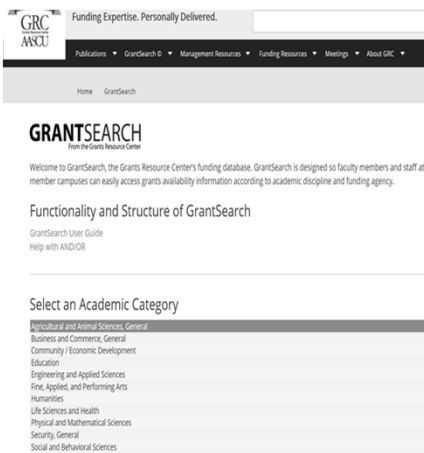 GRC
Grants Resource Center
AASCU
Funding Expertise. Personally Delivered.
Publications ▼ GrantSearch © ▼ Management Resources ▼ Funding Resources ▼ Meetings ▼ About GRC ▼
Home GrantSearch
GRANTSEARCH
From the Grants Resource Center
Welcome to GrantSearch, the Grants Resource Center's funding database. GrantSearch is designed so faculty members and staff at
member campuses can easily access grants availability information according to academic discipline and funding agency.
Functionality and Structure of GrantSearch
GrantSearch User Guide
Help with AND/OR
Select an Academic Category
Agricultural and Animal Sciences, General
Business and Commerce, General
Community / Economic Development
Education
Engineering and Applied Sciences
Fine, Applied, and Performing Arts
Humanities
Life Sciences and Health
Physical and Mathematical Sciences
Security, General
Social and Behavioral Sciences